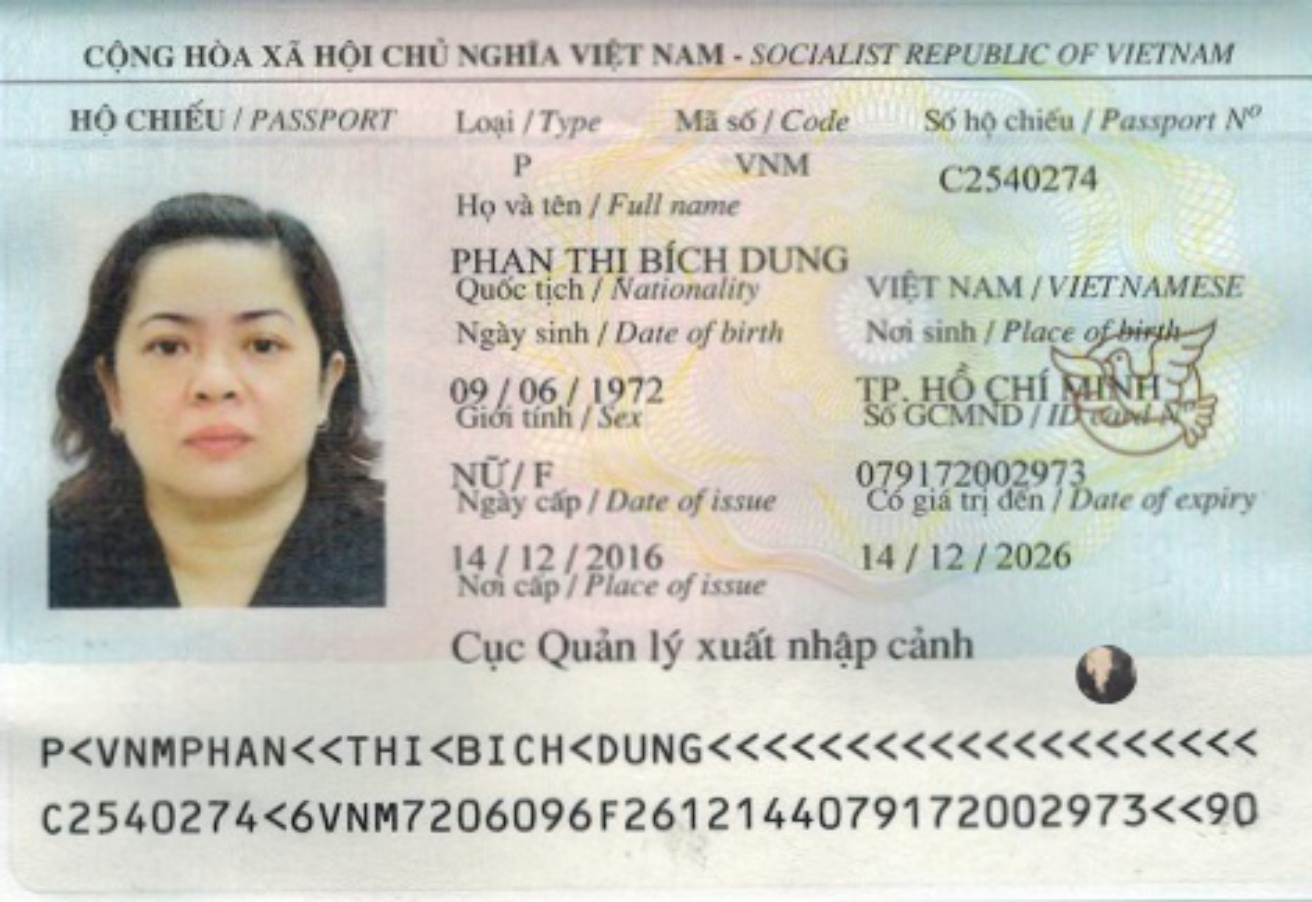 CỘNG HÒA XÃ HỘI CHỦ NGHĨA VIỆT NAM - SOCIALIST REPUBLIC OF VIETNAM
HỘ CHIẾU / PASSPORT Loại / Type Mã số / Code Số hộ chiếu / Passport Nº
P VNM C2540274
Họ và tên / Full name
PHAN THI BÍCH DUNG
Quốc tịch / Nationality VIỆT NAM / VIETNAMESE
Ngày sinh / Date of birth Nơi sinh / Place of birth
09 / 06 / 1972 TP. HỒ CHÍ MINH
Giới tính / Sex Số GCMND / ID card Nº
NỮ / F 079172002973
Ngày cấp / Date of issue Có giá trị đến / Date of expiry
14 / 12 / 2016 14 / 12 / 2026
Nơi cấp / Place of issue
Cục Quản lý xuất nhập cảnh
P<VNMPHAN<<THI<BICH<DUNG<<<<<<<<<<<<<<<<<<<<
C2540274<6VNM7206096F2612144079172002973<<90